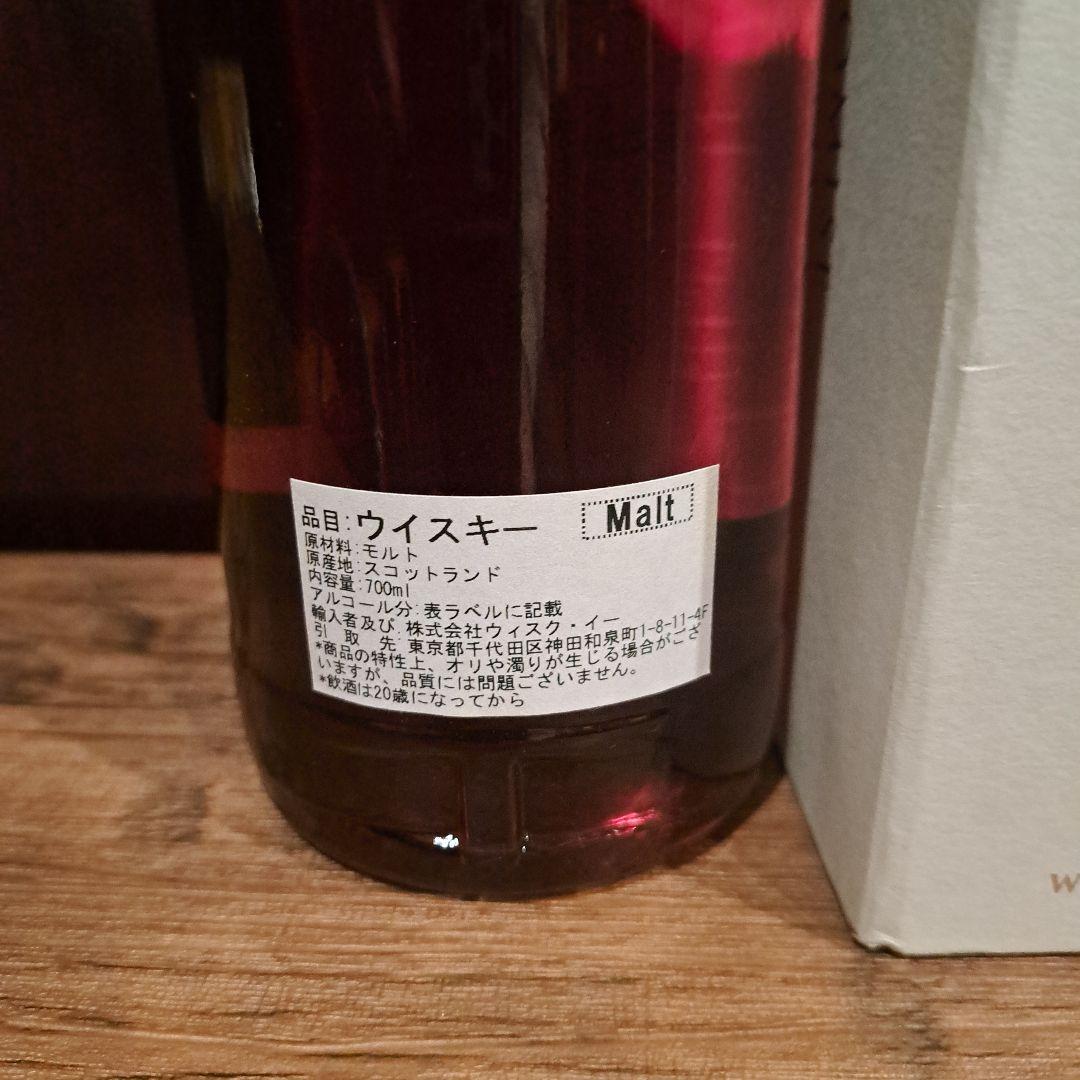 品目:ウイスキー
Malt
原材料:モルト
原産地:スコットランド
内容量:700ml
アルコール分:表ラベルに記載
輸入者及び 株式会社ウィスク・イー
引取先:東京都千代田区神田和泉町1-8-11-4F
*商品の特性上、オリや濁りが生じる場合がござ
いますが、品質には問題ございません。
*飲酒は20歳になってから